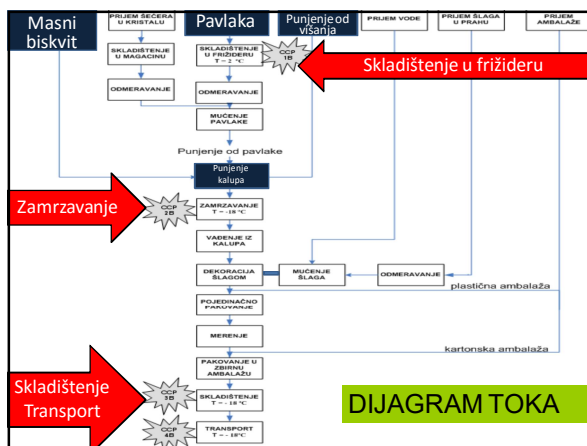 Masni
biskvit
PRIJEM ŠEĆERA
U KRISTALU
Pavlaka
Punjenje od
višanja
PRIJEM VODE
PRIJEM ŠLAGA
U PRAHU
PRIJEM
AMBALAŽE
SKLADIŠTENJE
U MAGACINU
SKLADIŠTENJE
U FRIŽIDERU
T = 2 °C
CCP
1B
Skladištenje u frižideru
ODMERAVANJE
ODMERAVANJE
MUĆENJE
PAVLAKE
Punjenje od pavlake
Punjenje
kalupa
Zamrzavanje
CCP
2B
ZAMRZAVANJE
T = -18 °C
VAĐENJE IZ
KALUPA
DEKORACIJA
ŠLAGOM
MUĆENJE
ŠLAGA
ODMERAVANJE
plastična ambalaža
POJEDINAČNO
PAKOVANJE
MERENJE
kartonska ambalaža
PAKOVANJE U
ZBIRNU
AMBALAŽU
Skladištenje
Transport
CCP
3B
SKLADIŠTENJE
T = - 18 °C
DIJAGRAM TOKA
CCP
4B
TRANSPORT
T = - 18°C